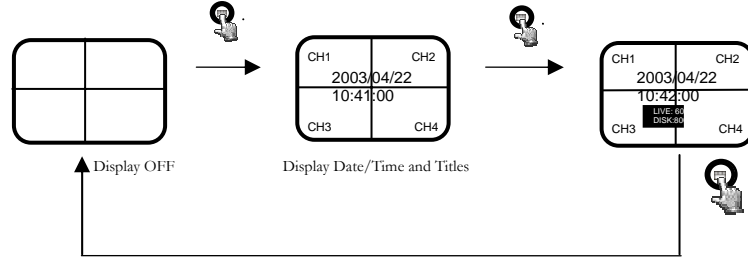 CH1
CH2
2003/04/22
10:41:00
CH3
CH4
CH1
CH2
2003/04/22
10:42:00
LIVE: 60
DISK:80
CH3
CH4
Display OFF
Display Date/Time and Titles